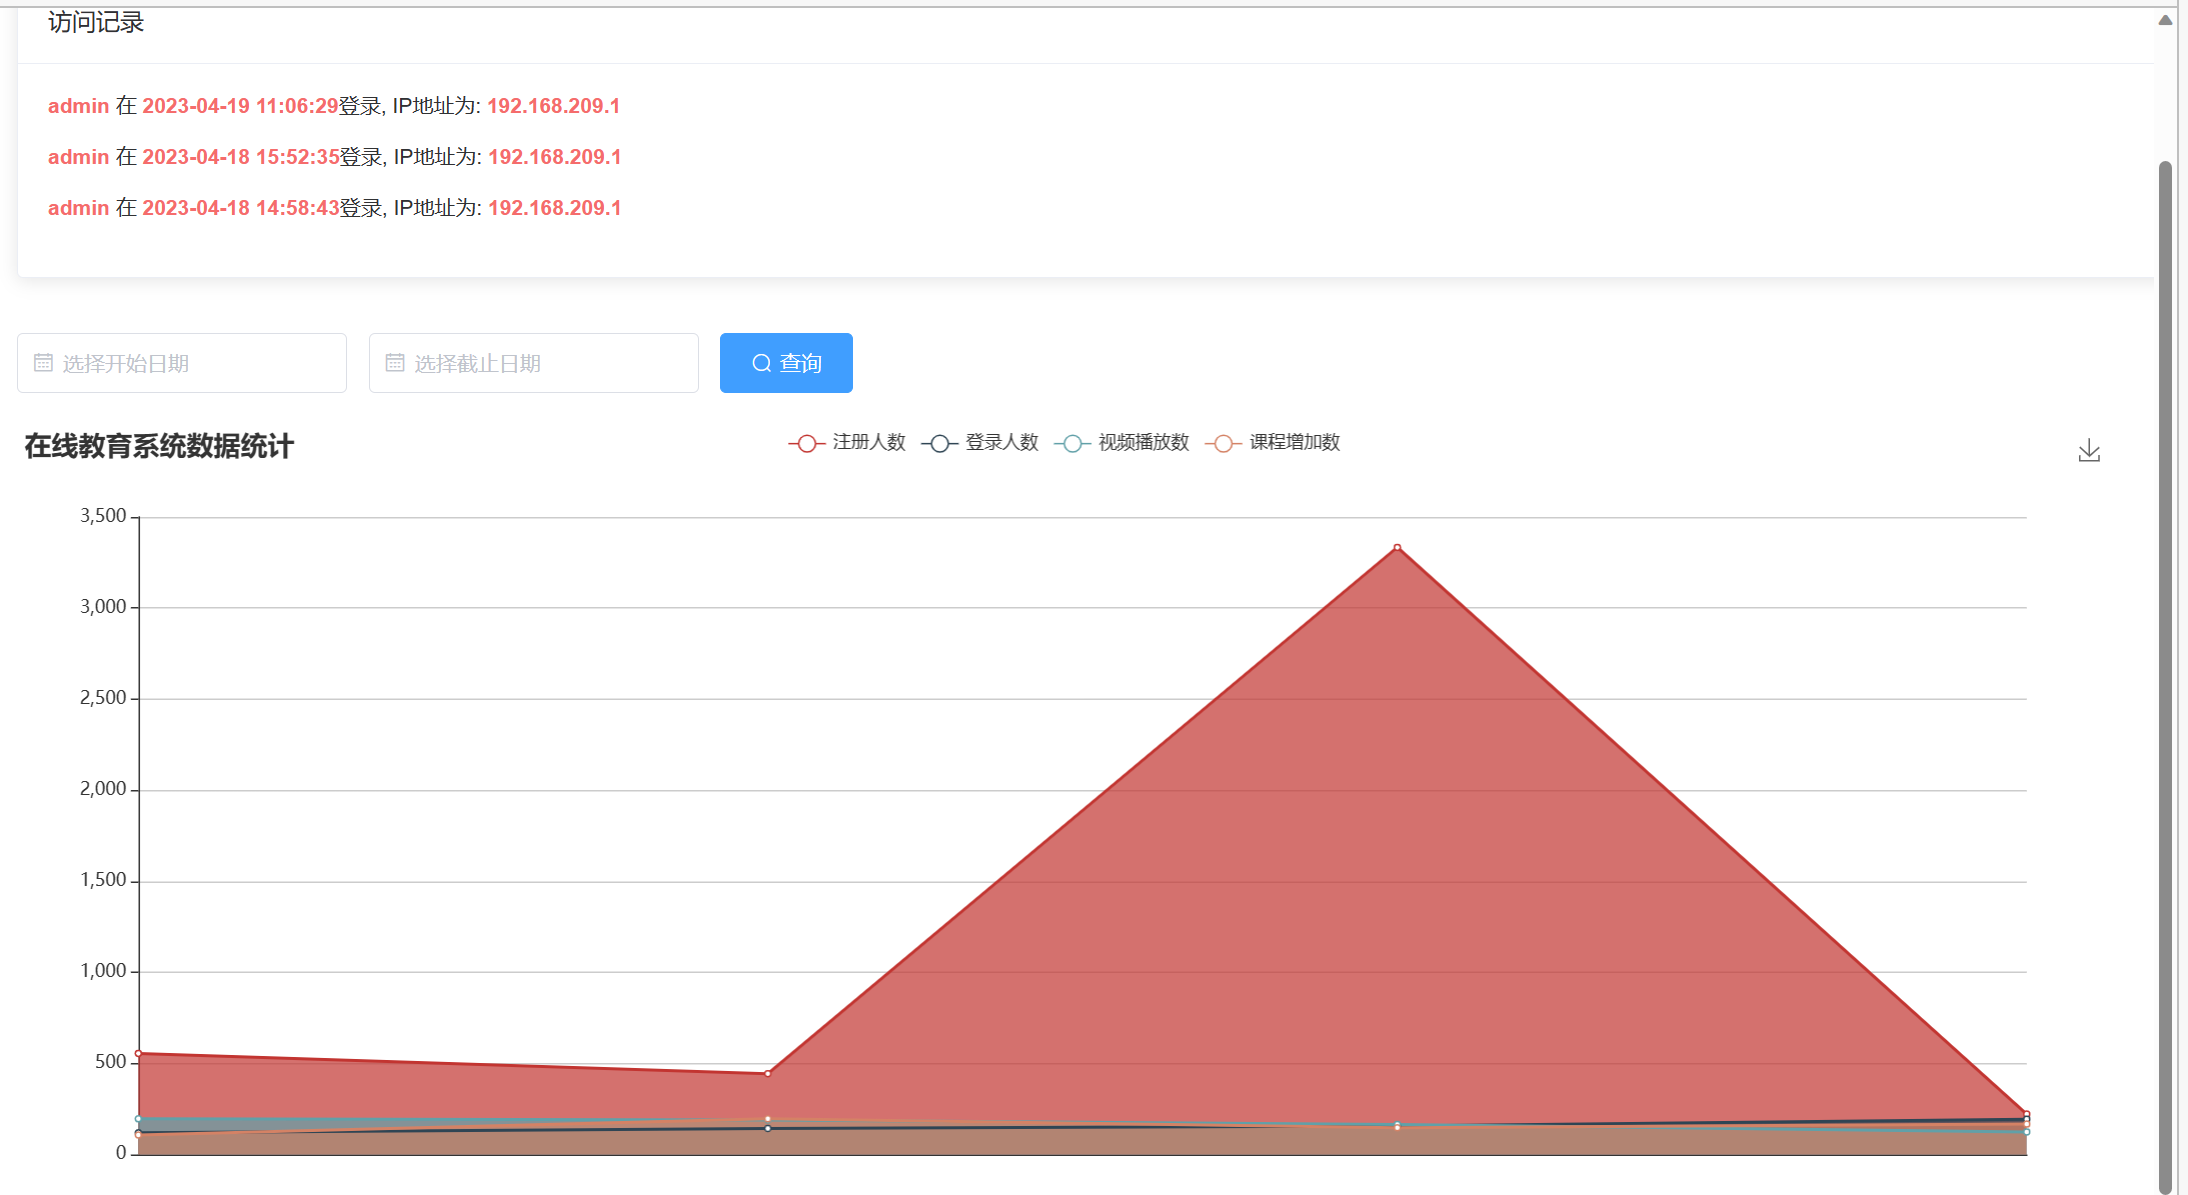 访问记录
admin 在 2023-04-19 11:06:29登录, IP地址为: 192.168.209.1
admin 在 2023-04-18 15:52:35登录, IP地址为: 192.168.209.1
admin 在 2023-04-18 14:58:43登录, IP地址为: 192.168.209.1
选择开始日期 选择截止日期 查询
在线教育系统数据统计 注册人数 登录人数 视频播放数 课程增加数
3,500
3,000
2,500
2,000
1,500
1,000
500
0